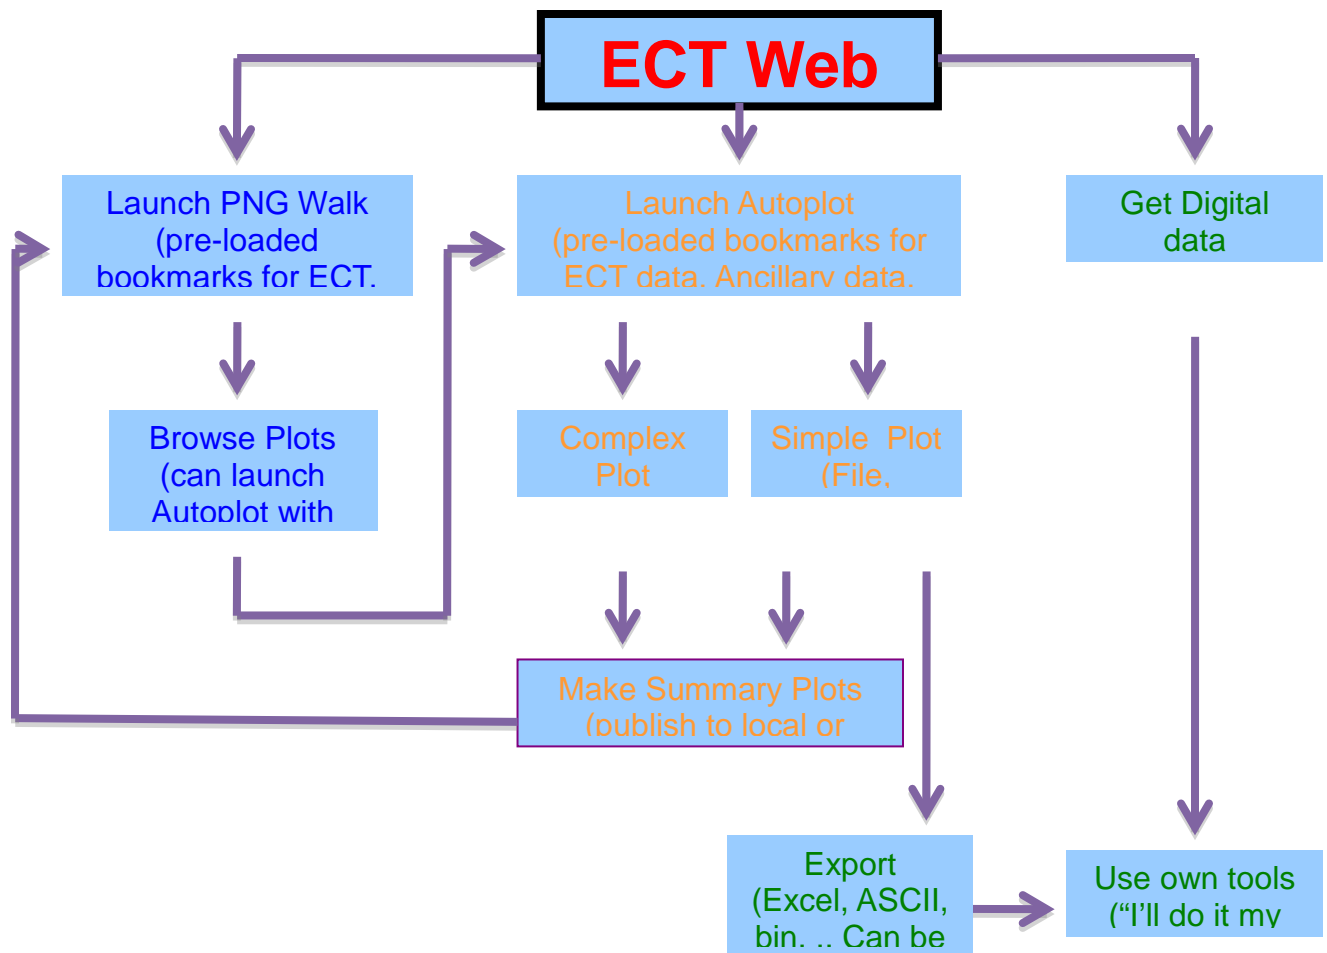 ECT Web
Launch PNG Walk
(pre-loaded
bookmarks for ECT,
Launch Autoplot
(pre-loaded bookmarks for
ECT data, Ancillary data,
Get Digital
data
Browse Plots
(can launch
Autoplot with
Complex
Plot
Simple Plot
(File,
Make Summary Plots
(publish to local or
Export
(Excel, ASCII,
bin, .. Can be
Use own tools
(“I’ll do it my